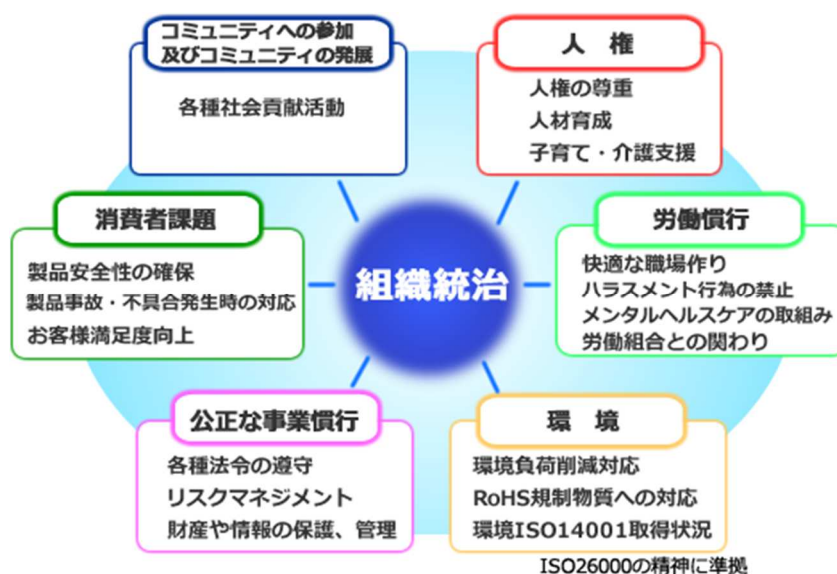 コミュニティへの参加
及びコミュニティの発展
各種社会貢献活動
人 権
人権の尊重
人材育成
子育て・介護支援
消費者課題
製品安全性の確保
製品事故・不具合発生時の対応
お客様満足度向上
組織統治
労働慣行
快適な職場作り
ハラスメント行為の禁止
メンタルヘルスケアの取組み
労働組合との関わり
公正な事業慣行
各種法令の遵守
リスクマネジメント
財産や情報の保護、管理
環 境
環境負荷削減対応
RoHS規制物質への対応
環境ISO14001取得状況
ISO26000の精神に準拠